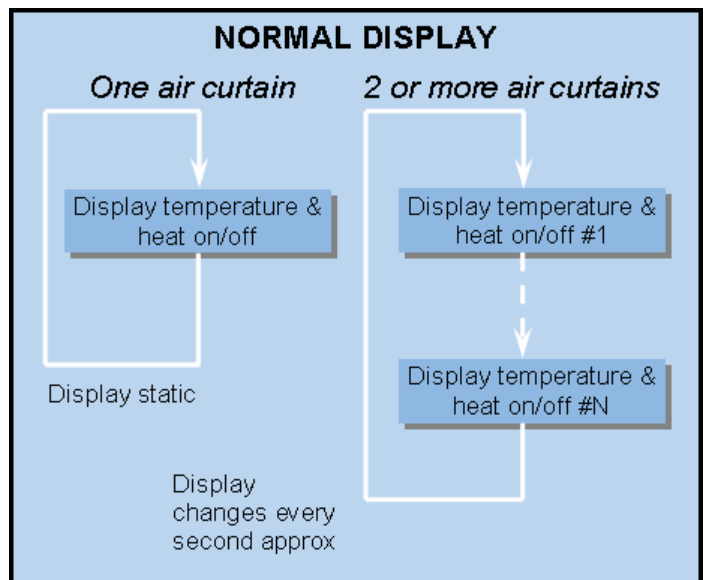 NORMAL DISPLAY
One air curtain
2 or more air curtains
Display temperature &
heat on/off
Display temperature &
heat on/off #1
Display temperature &
heat on/off #N
Display static
Display
changes every
second approx